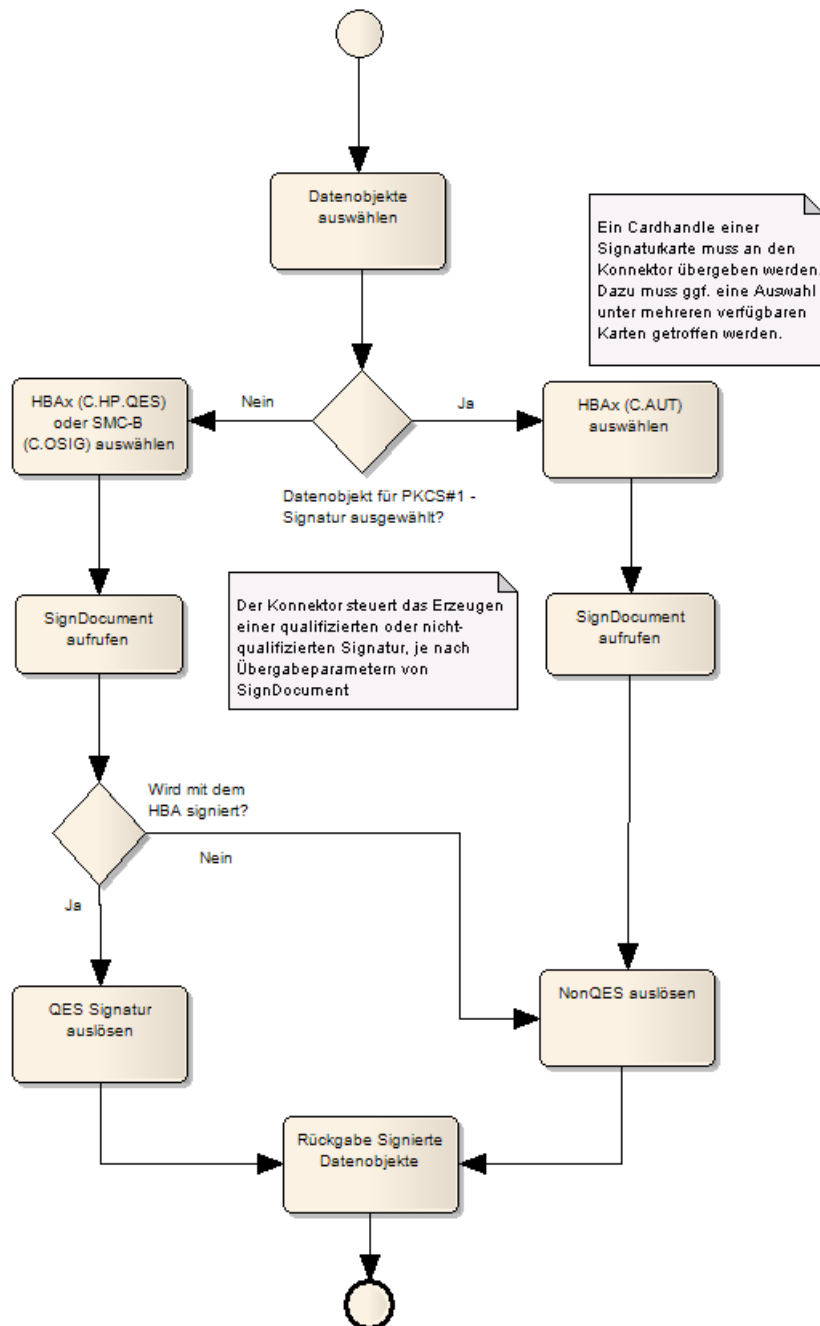 Datenobjekte
auswählen
Ein Cardhandle einer
Signaturkarte muss an den
Konnektor übergeben werden.
Dazu muss ggf. eine Auswahl
unter mehreren verfügbaren
Karten getroffen werden.
HBAx (C.HP.QES)
oder SMC-B
(C.OSIG) auswählen
Nein
Ja
HBAx (C.AUT)
auswählen
Datenobjekt für PKCS#1 -
Signatur ausgewählt?
SignDocument
aufrufen
Der Konnektor steuert das Erzeugen
einer qualifizierten oder nicht-
qualifizierten Signatur, je nach
Übergabeparametern von
SignDocument
SignDocument
aufrufen
Wird mit dem
HBA signiert?
Nein
Ja
QES Signatur
auslösen
NonQES auslösen
Rückgabe Signierte
Datenobjekte